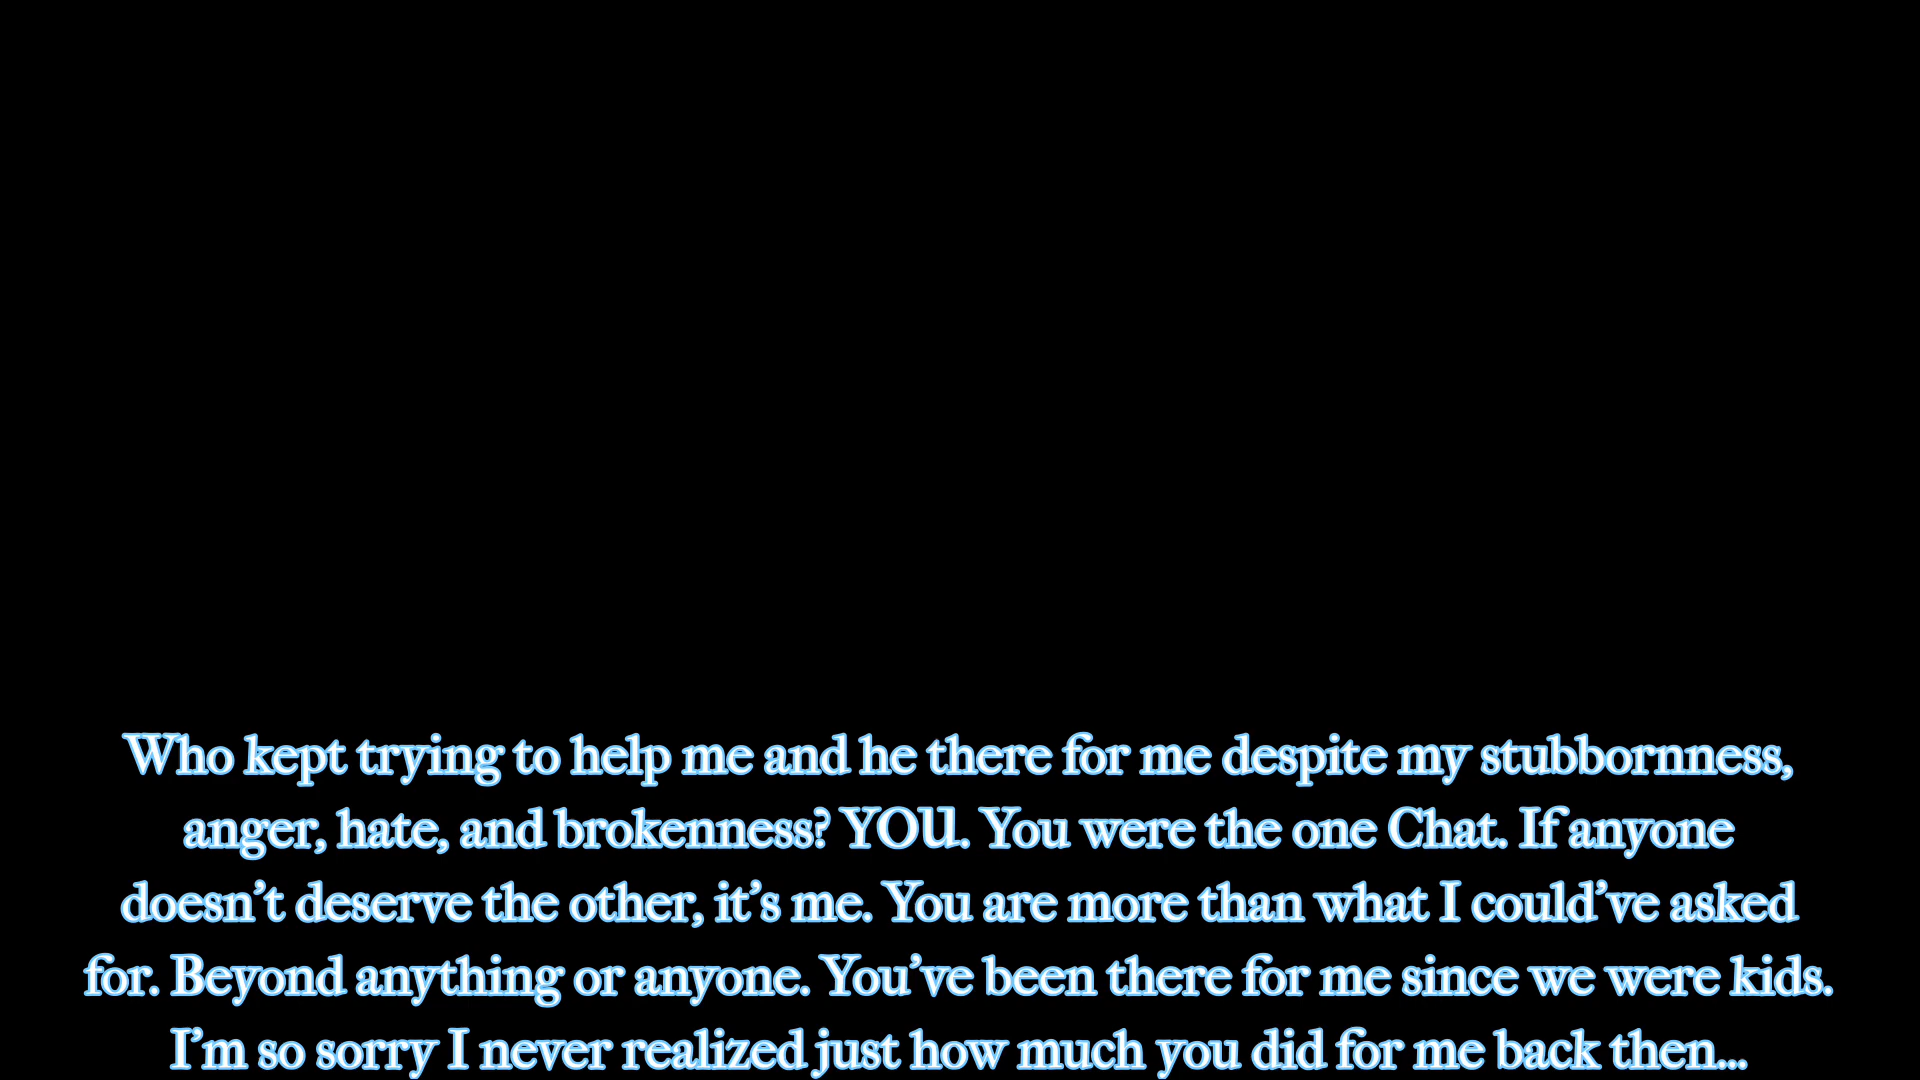 Who kept trying to help me and he there for me despite my stubbornness,
anger, hate, and brokenness? YOU. You were the one Chat. If anyone
doesn’t deserve the other, it’s me. You are more than what I could’ve asked
for. Beyond anything or anyone. You’ve been there for me since we were kids.
I’m so sorry I never realized just how much you did for me back then...